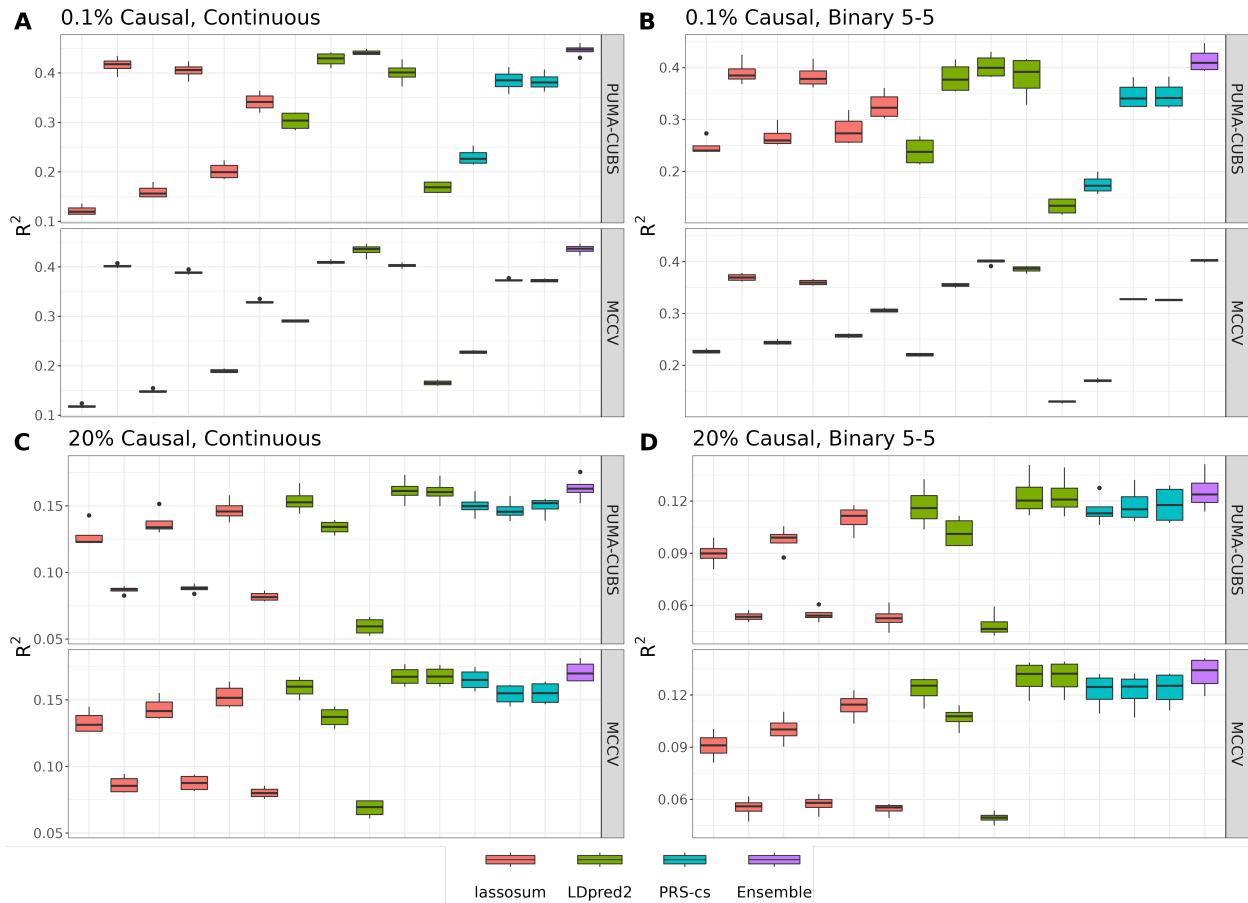 A 0.1% Causal, Continuous
0.4
0.3
0.2
0.1
PUMA-CUBS
R2
0.4
0.3
0.2
0.1
MCCV
B 0.1% Causal, Binary 5-5
0.4
0.3
0.2
PUMA-CUBS
R2
0.4
0.3
0.2
MCCV
C 20% Causal, Continuous
0.15
0.10
0.05
PUMA-CUBS
R2
0.15
0.10
0.05
MCCV
D 20% Causal, Binary 5-5
0.12
0.09
0.06
PUMA-CUBS
R2
0.12
0.09
0.06
MCCV
lassosum LDpred2 PRS-cs Ensemble